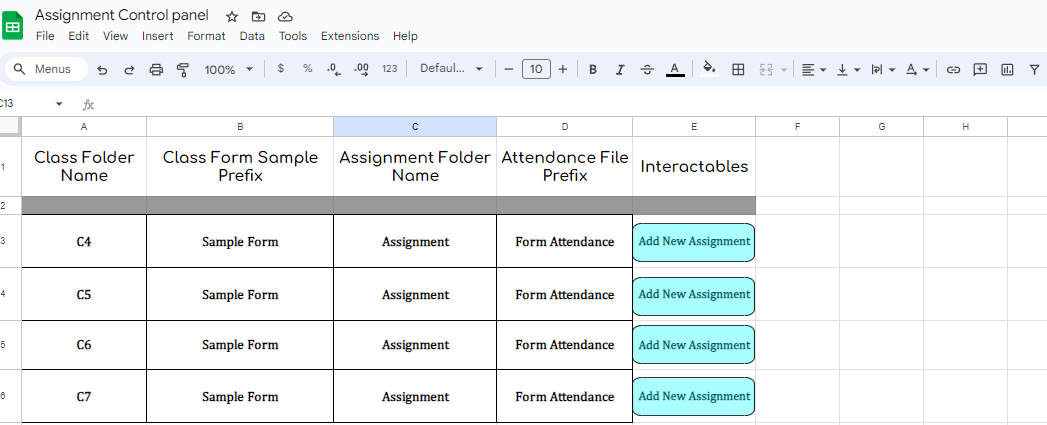 Assignment Control panel
File Edit View Insert Format Data Tools Extensions Help
Menus 100% $ % .0 .00 123 Defaul... − 10 + B I A A
C13 fx
A B C D E F G H
1 Class Folder Name Class Form Sample Prefix Assignment Folder Name Attendance File Prefix Interactables
2
3 C4 Sample Form Assignment Form Attendance Add New Assignment
4 C5 Sample Form Assignment Form Attendance Add New Assignment
5 C6 Sample Form Assignment Form Attendance Add New Assignment
6 C7 Sample Form Assignment Form Attendance Add New Assignment